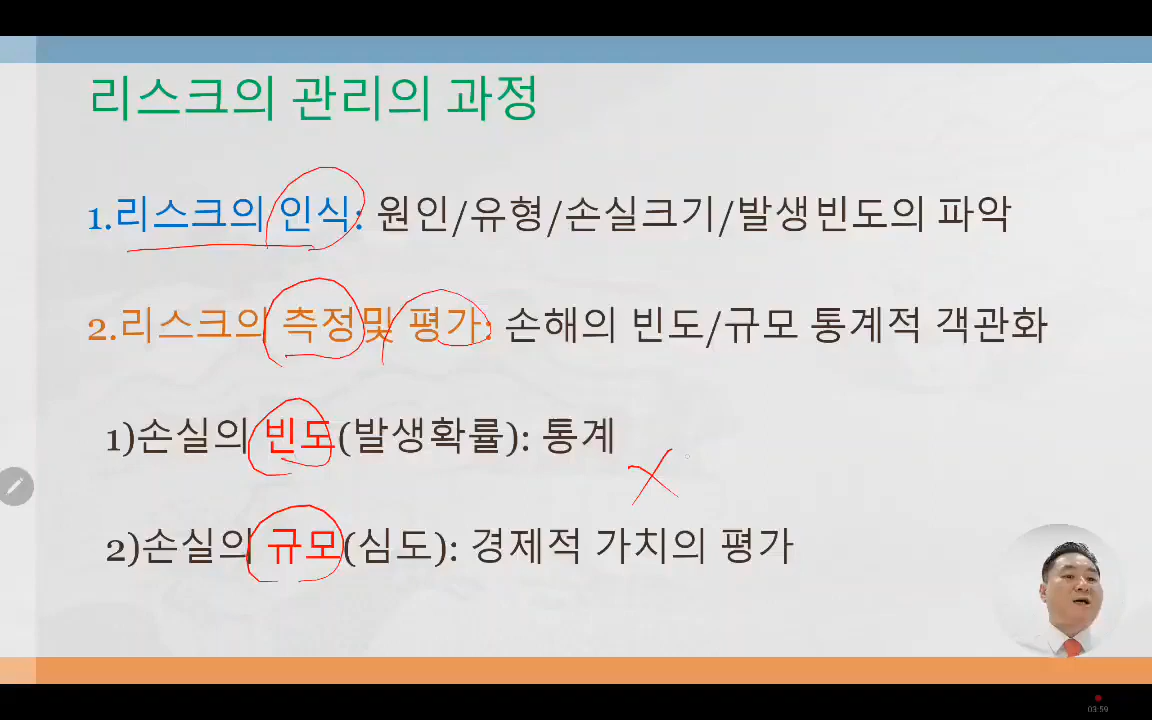 리스크의 관리의 과정
1.리스크의 인식: 원인/유형/손실크기/발생빈도의 파악
2.리스크의 측정및 평가: 손해의 빈도/규모 통계적 객관화
1)손실의 빈도(발생확률): 통계
2)손실의 규모(심도): 경제적 가치의 평가
03:59